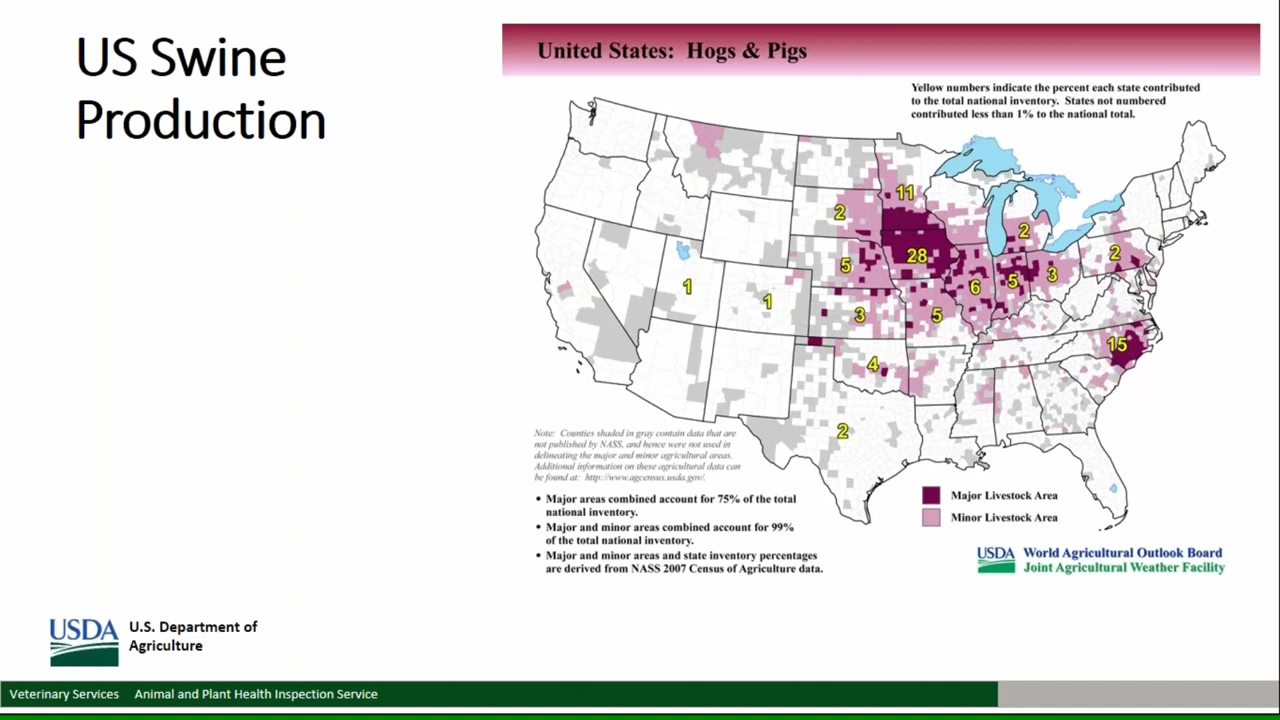 US Swine
Production
United States: Hogs & Pigs
Yellow numbers indicate the percent each state contributed
to the total national inventory. States not numbered
contributed less than 1% to the national total.
11
2
2
28
5
2
6
5
3
1
1
3
5
15
4
2
Note: Counties shaded in gray contain data that are
not published by NASS, and hence were not used in
delineating the major and minor agricultural areas.
Additional information on these agricultural data can
be found at: http://www.agcensus.usda.gov/.
• Major areas combined account for 75% of the total
national inventory.
• Major and minor areas combined account for 99%
of the total national inventory.
• Major and minor areas and state inventory percentages
are derived from NASS 2007 Census of Agriculture data.
Major Livestock Area
Minor Livestock Area
USDA World Agricultural Outlook Board
Joint Agricultural Weather Facility
USDA U.S. Department of
Agriculture
Veterinary Services Animal and Plant Health Inspection Service